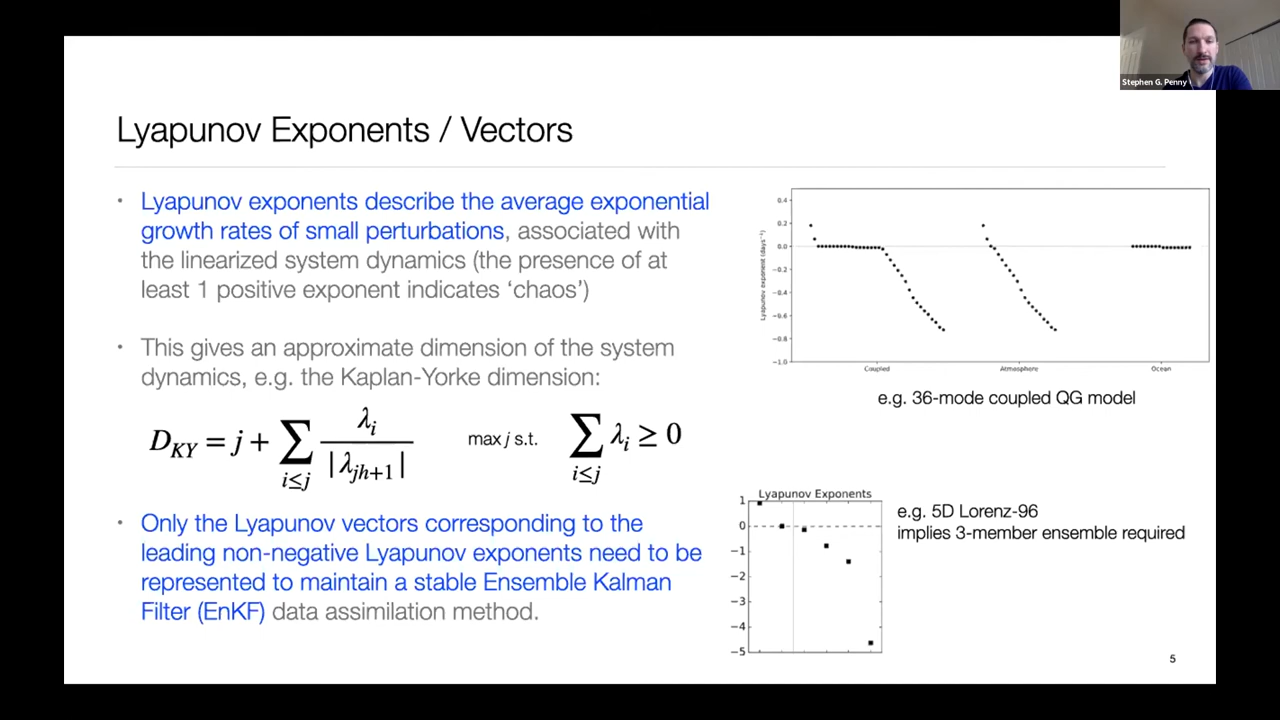 Stephen G. Penny
Lyapunov Exponents / Vectors
• Lyapunov exponents describe the average exponential
growth rates of small perturbations, associated with
the linearized system dynamics (the presence of at
least 1 positive exponent indicates ‘chaos’)
• This gives an approximate dimension of the system
dynamics, e.g. the Kaplan-Yorke dimension:
D_KY = j + ∑_{i≤j} λ_i / |λ_{jh+1}| max j s.t. ∑_{i≤j} λ_i ≥ 0
• Only the Lyapunov vectors corresponding to the
leading non-negative Lyapunov exponents need to be
represented to maintain a stable Ensemble Kalman
Filter (EnKF) data assimilation method.
Lyapunov exponent (days⁻¹)
0.4
0.2
0.0
−0.2
−0.4
−0.6
−0.8
−1.0
Coupled Atmosphere Ocean
e.g. 36-mode coupled QG model
Lyapunov Exponents
1
0
−1
−2
−3
−4
−5
e.g. 5D Lorenz-96
implies 3-member ensemble required
5